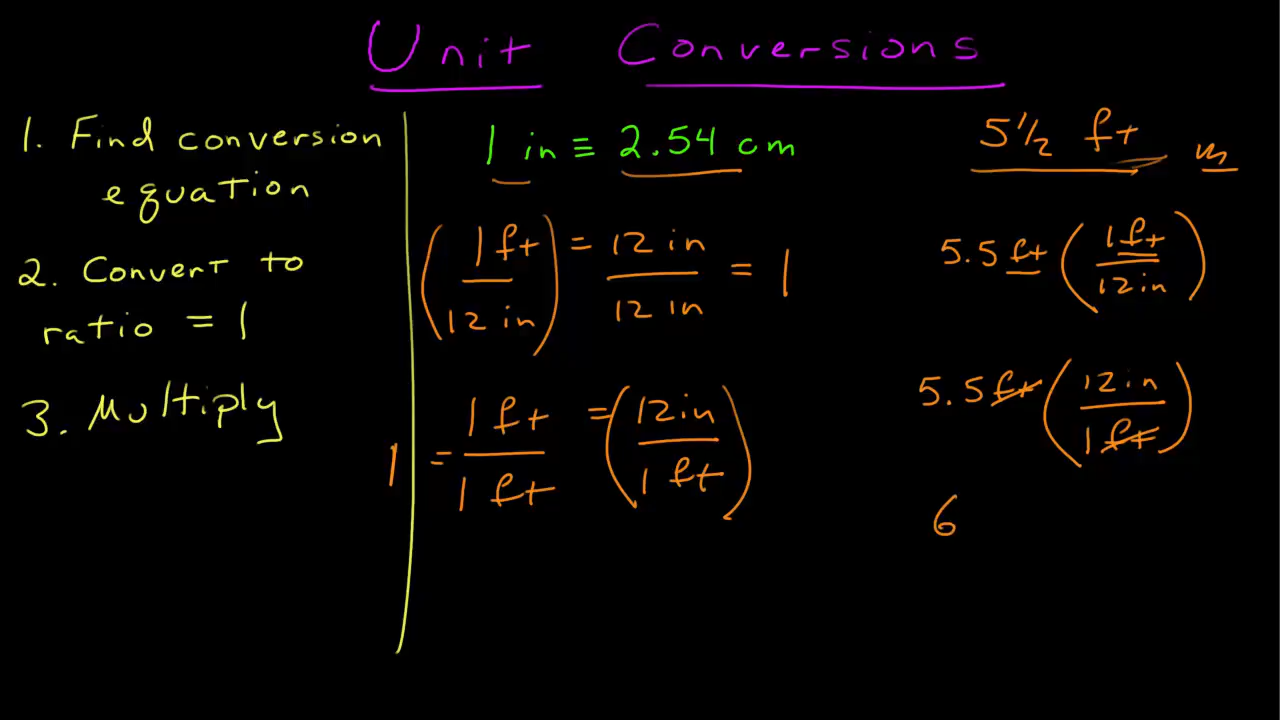 Unit Conversions
1. Find conversion
equation
2. Convert to
ratio = 1
3. Multiply
1 in ≡ 2.54 cm
(1 ft / 12 in) = 12 in / 12 in = 1
1 = 1 ft / 1 ft = (12 in / 1 ft)
5 1/2 ft
5.5 ft (1 ft / 12 in)
5.5 ft (12 in / 1 ft)
6